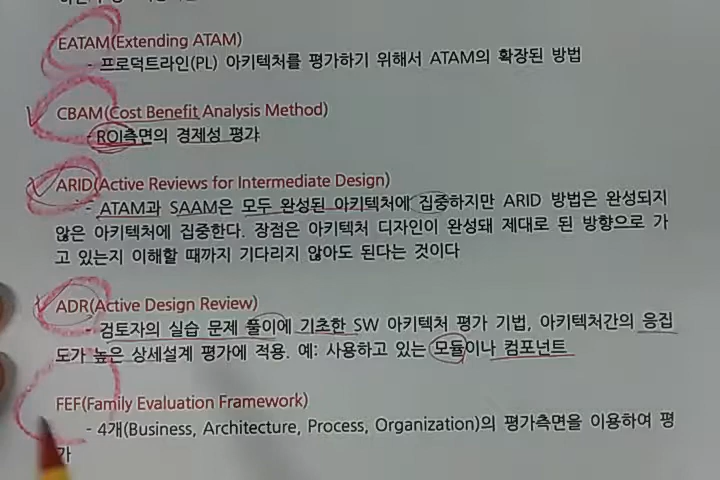 EATAM(Extending ATAM)
- 프로덕트라인(PL) 아키텍처를 평가하기 위해서 ATAM의 확장된 방법
CBAM(Cost Benefit Analysis Method)
- ROI측면의 경제성 평가
ARID(Active Reviews for Intermediate Design)
- ATAM과 SAAM은 모두 완성된 아키텍처에 집중하지만 ARID 방법은 완성되지
않은 아키텍처에 집중한다. 장점은 아키텍처 디자인이 완성돼 제대로 된 방향으로 가
고 있는지 이해할 때까지 기다리지 않아도 된다는 것이다
ADR(Active Design Review)
- 검토자의 실습 문제 풀이에 기초한 SW 아키텍처 평가 기법, 아키텍처간의 응집
도가 높은 상세설계 평가에 적용. 예: 사용하고 있는 모듈이나 컴포넌트
FEF(Family Evaluation Framework)
- 4개(Business, Architecture, Process, Organization)의 평가측면을 이용하여 평
가